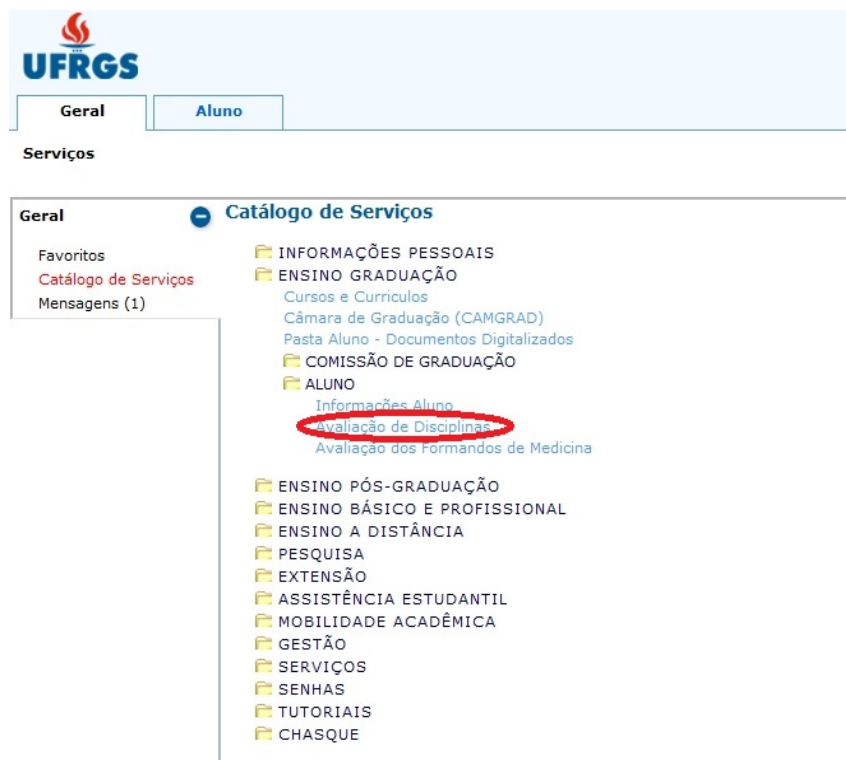 UFRGS
Geral
Aluno
Serviços
Geral
Favoritos
Catálogo de Serviços
Mensagens (1)
Catálogo de Serviços
INFORMAÇÕES PESSOAIS
ENSINO GRADUAÇÃO
Cursos e Curriculos
Câmara de Graduação (CAMGRAD)
Pasta Aluno - Documentos Digitalizados
COMISSÃO DE GRADUAÇÃO
ALUNO
Informações Aluno
Avaliação de Disciplinas
Avaliação dos Formandos de Medicina
ENSINO PÓS-GRADUAÇÃO
ENSINO BÁSICO E PROFISSIONAL
ENSINO A DISTÂNCIA
PESQUISA
EXTENSÃO
ASSISTÊNCIA ESTUDANTIL
MOBILIDADE ACADÊMICA
GESTÃO
SERVIÇOS
SENHAS
TUTORIAIS
CHASQUE